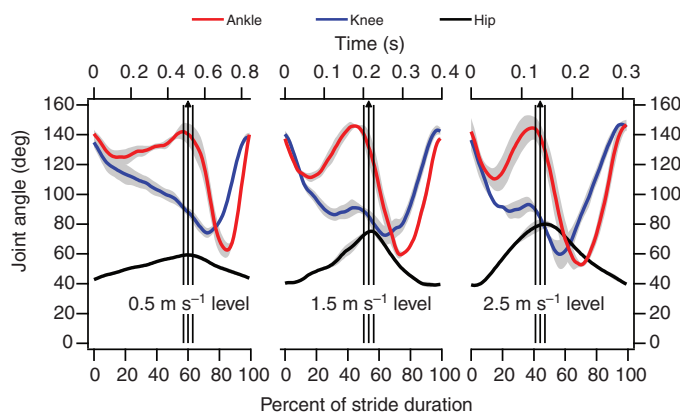 Ankle Knee Hip
Time (s)
0 0.2 0.4 0.6 0.8 0 0.1 0.2 0.3 0.4 0 0.1 0.2 0.3
160 160
140 140
120 120
100 100
80 80
60 60
40 40
20 20
0 0
Joint angle (deg)
0.5 m s⁻¹ level 1.5 m s⁻¹ level 2.5 m s⁻¹ level
0 20 40 60 80 100 0 20 40 60 80 100 0 20 40 60 80 100
Percent of stride duration